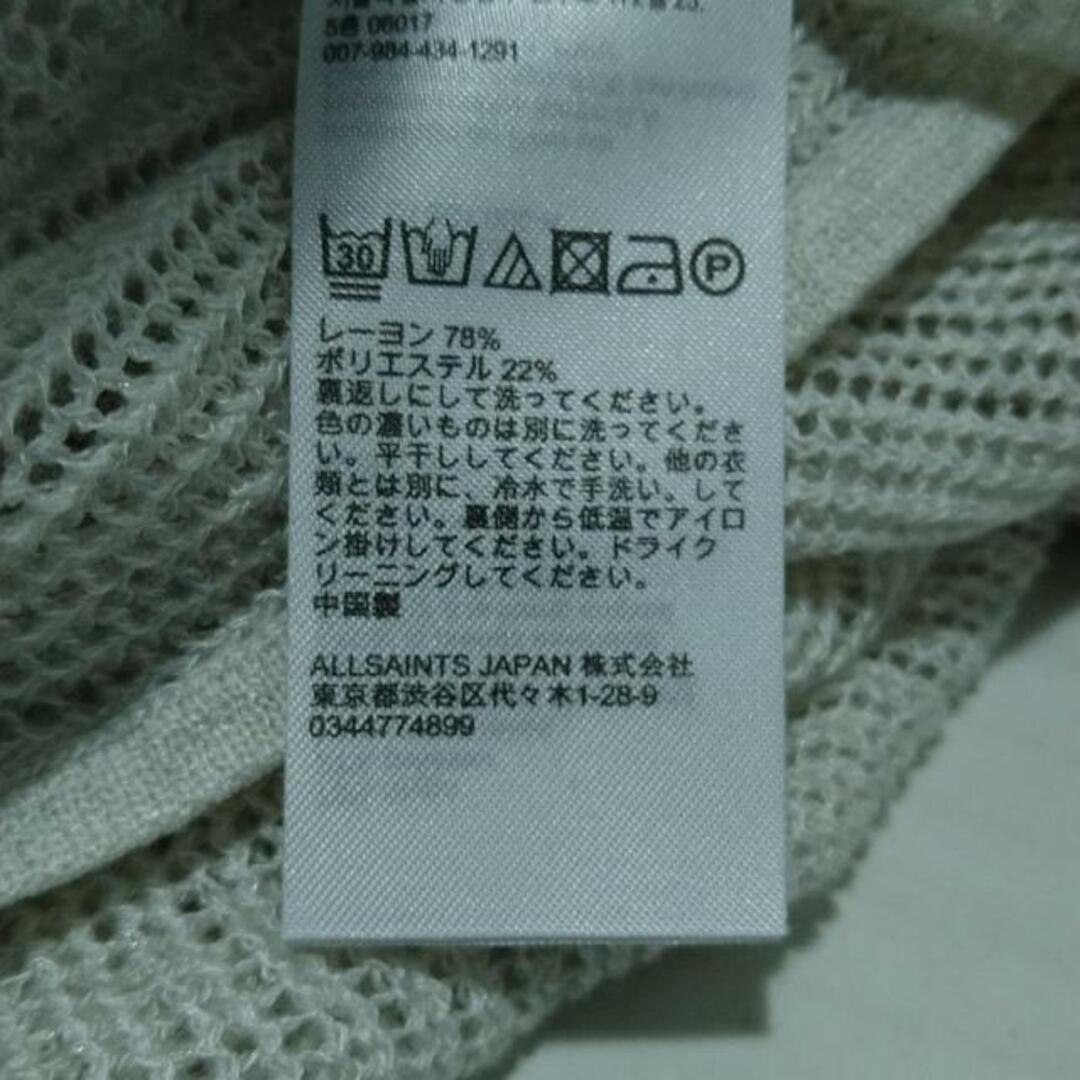 5층 06017
007-984-434-1291
30
P
レーヨン 78%
ポリエステル 22%
裏返しにして洗ってください。
色の濃いものは別に洗ってくださ
い。平干ししてください。他の衣
類とは別に、冷水で手洗い。して
ください。裏側から低温でアイロ
ン掛けしてください。ドライク
リーニングしてください。
中国製
ALLSAINTS JAPAN 株式会社
東京都渋谷区代々木1-28-9
0344774899